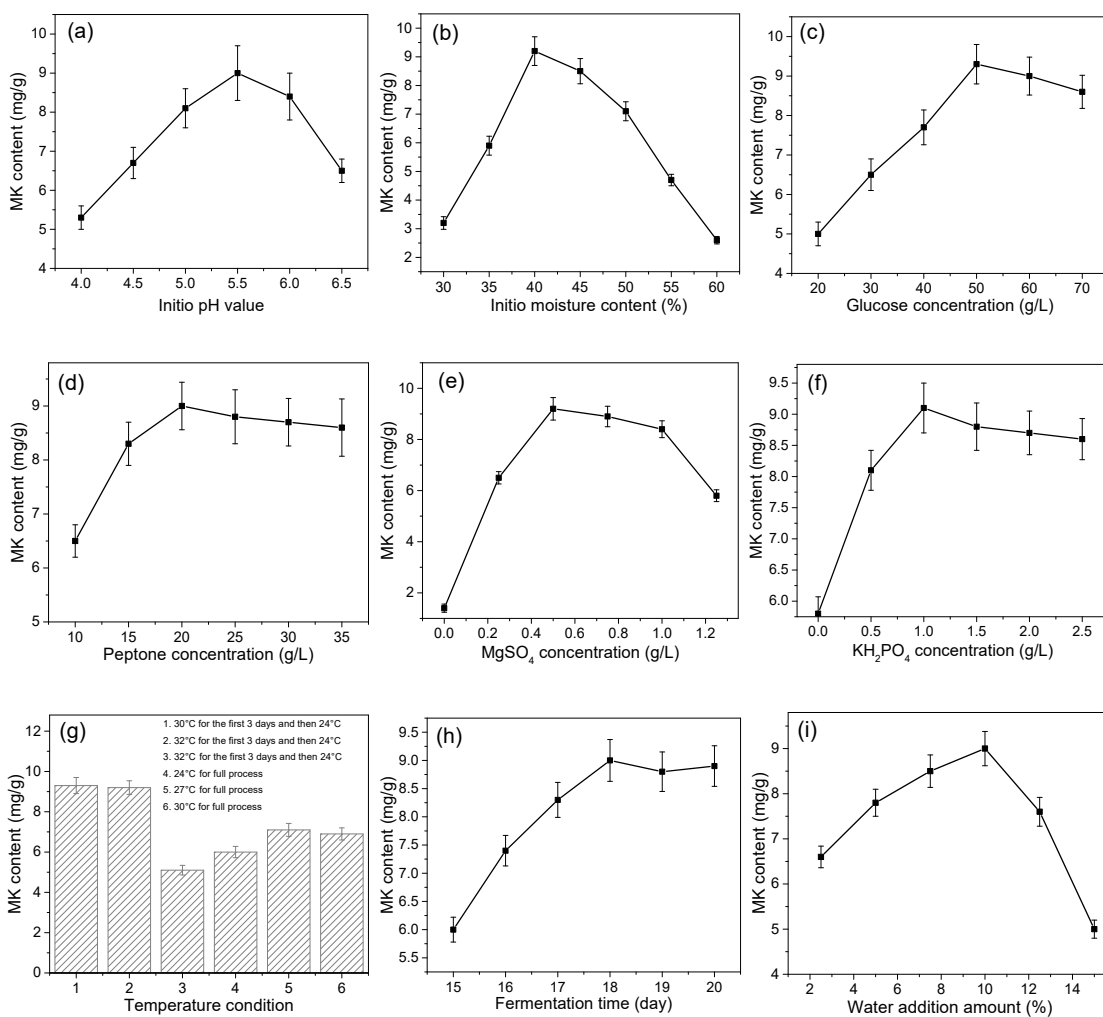 (a)
MK content (mg/g)
10
9
8
7
6
5
4
4.0 4.5 5.0 5.5 6.0 6.5
Initio pH value
(b)
MK content (mg/g)
10
9
8
7
6
5
4
3
2
30 35 40 45 50 55 60
Initio moisture content (%)
(c)
MK content (mg/g)
10
9
8
7
6
5
4
20 30 40 50 60 70
Glucose concentration (g/L)
(d)
MK content (mg/g)
10
9
8
7
6
5
10 15 20 25 30 35
Peptone concentration (g/L)
(e)
MK content (mg/g)
10
8
6
4
2
0.0 0.2 0.4 0.6 0.8 1.0 1.2
MgSO4 concentration (g/L)
(f)
MK content (mg/g)
9.5
9.0
8.5
8.0
7.5
7.0
6.5
6.0
0.0 0.5 1.0 1.5 2.0 2.5
KH2PO4 concentration (g/L)
(g)
1. 30°C for the first 3 days and then 24°C
2. 32°C for the first 3 days and then 24°C
3. 32°C for the first 3 days and then 24°C
4. 24°C for full process
5. 27°C for full process
6. 30°C for full process
MK content (mg/g)
12
10
8
6
4
2
0
1 2 3 4 5 6
Temperature condition
(h)
MK content (mg/g)
9.5
9.0
8.5
8.0
7.5
7.0
6.5
6.0
5.5
15 16 17 18 19 20
Fermentation time (day)
(i)
MK content (mg/g)
10
9
8
7
6
5
4
2 4 6 8 10 12 14
Water addition amount (%)